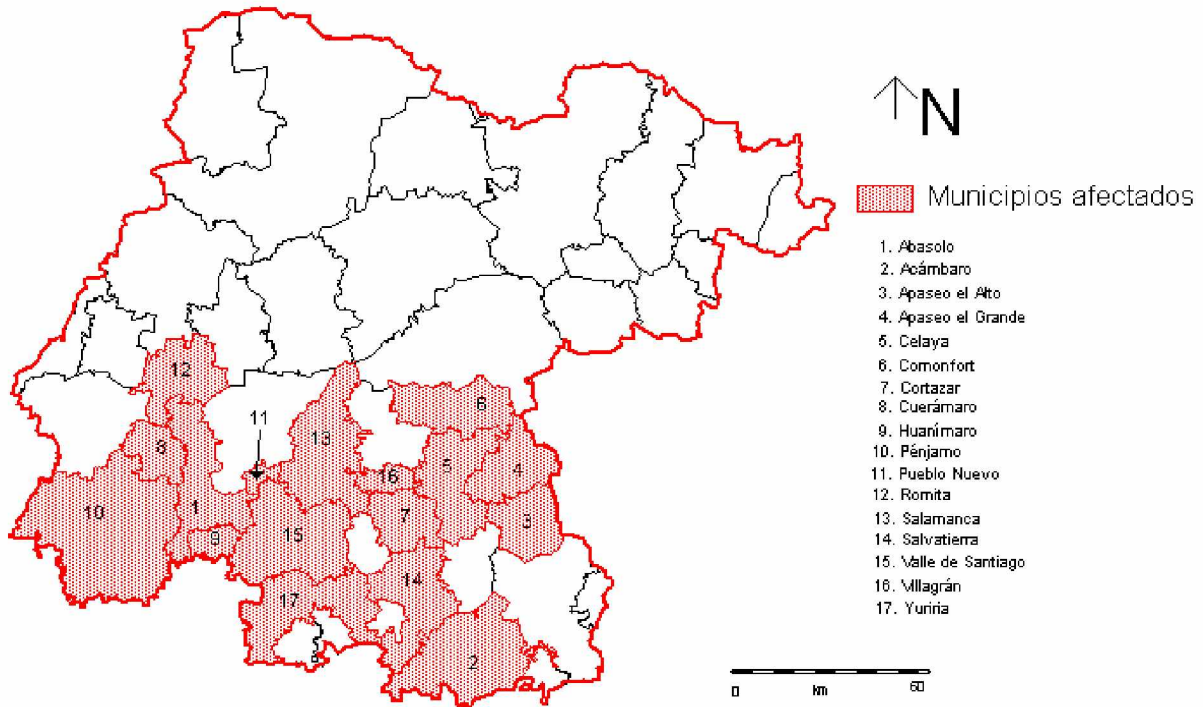 N
Municipios afectados
1. Abasolo
2. Acámbaro
3. Apaseo el Alto
4. Apaseo el Grande
5. Celaya
6. Comonfort
7. Cortazar
8. Cuerámaro
9. Huanímaro
10. Pénjamo
11. Pueblo Nuevo
12. Romita
13. Salamanca
14. Salvatierra
15. Valle de Santiago
16. Villagrán
17. Yuriria
12
11
6
13
8
5
4
16
10
1
7
3
15
9
14
17
2
0 km 60